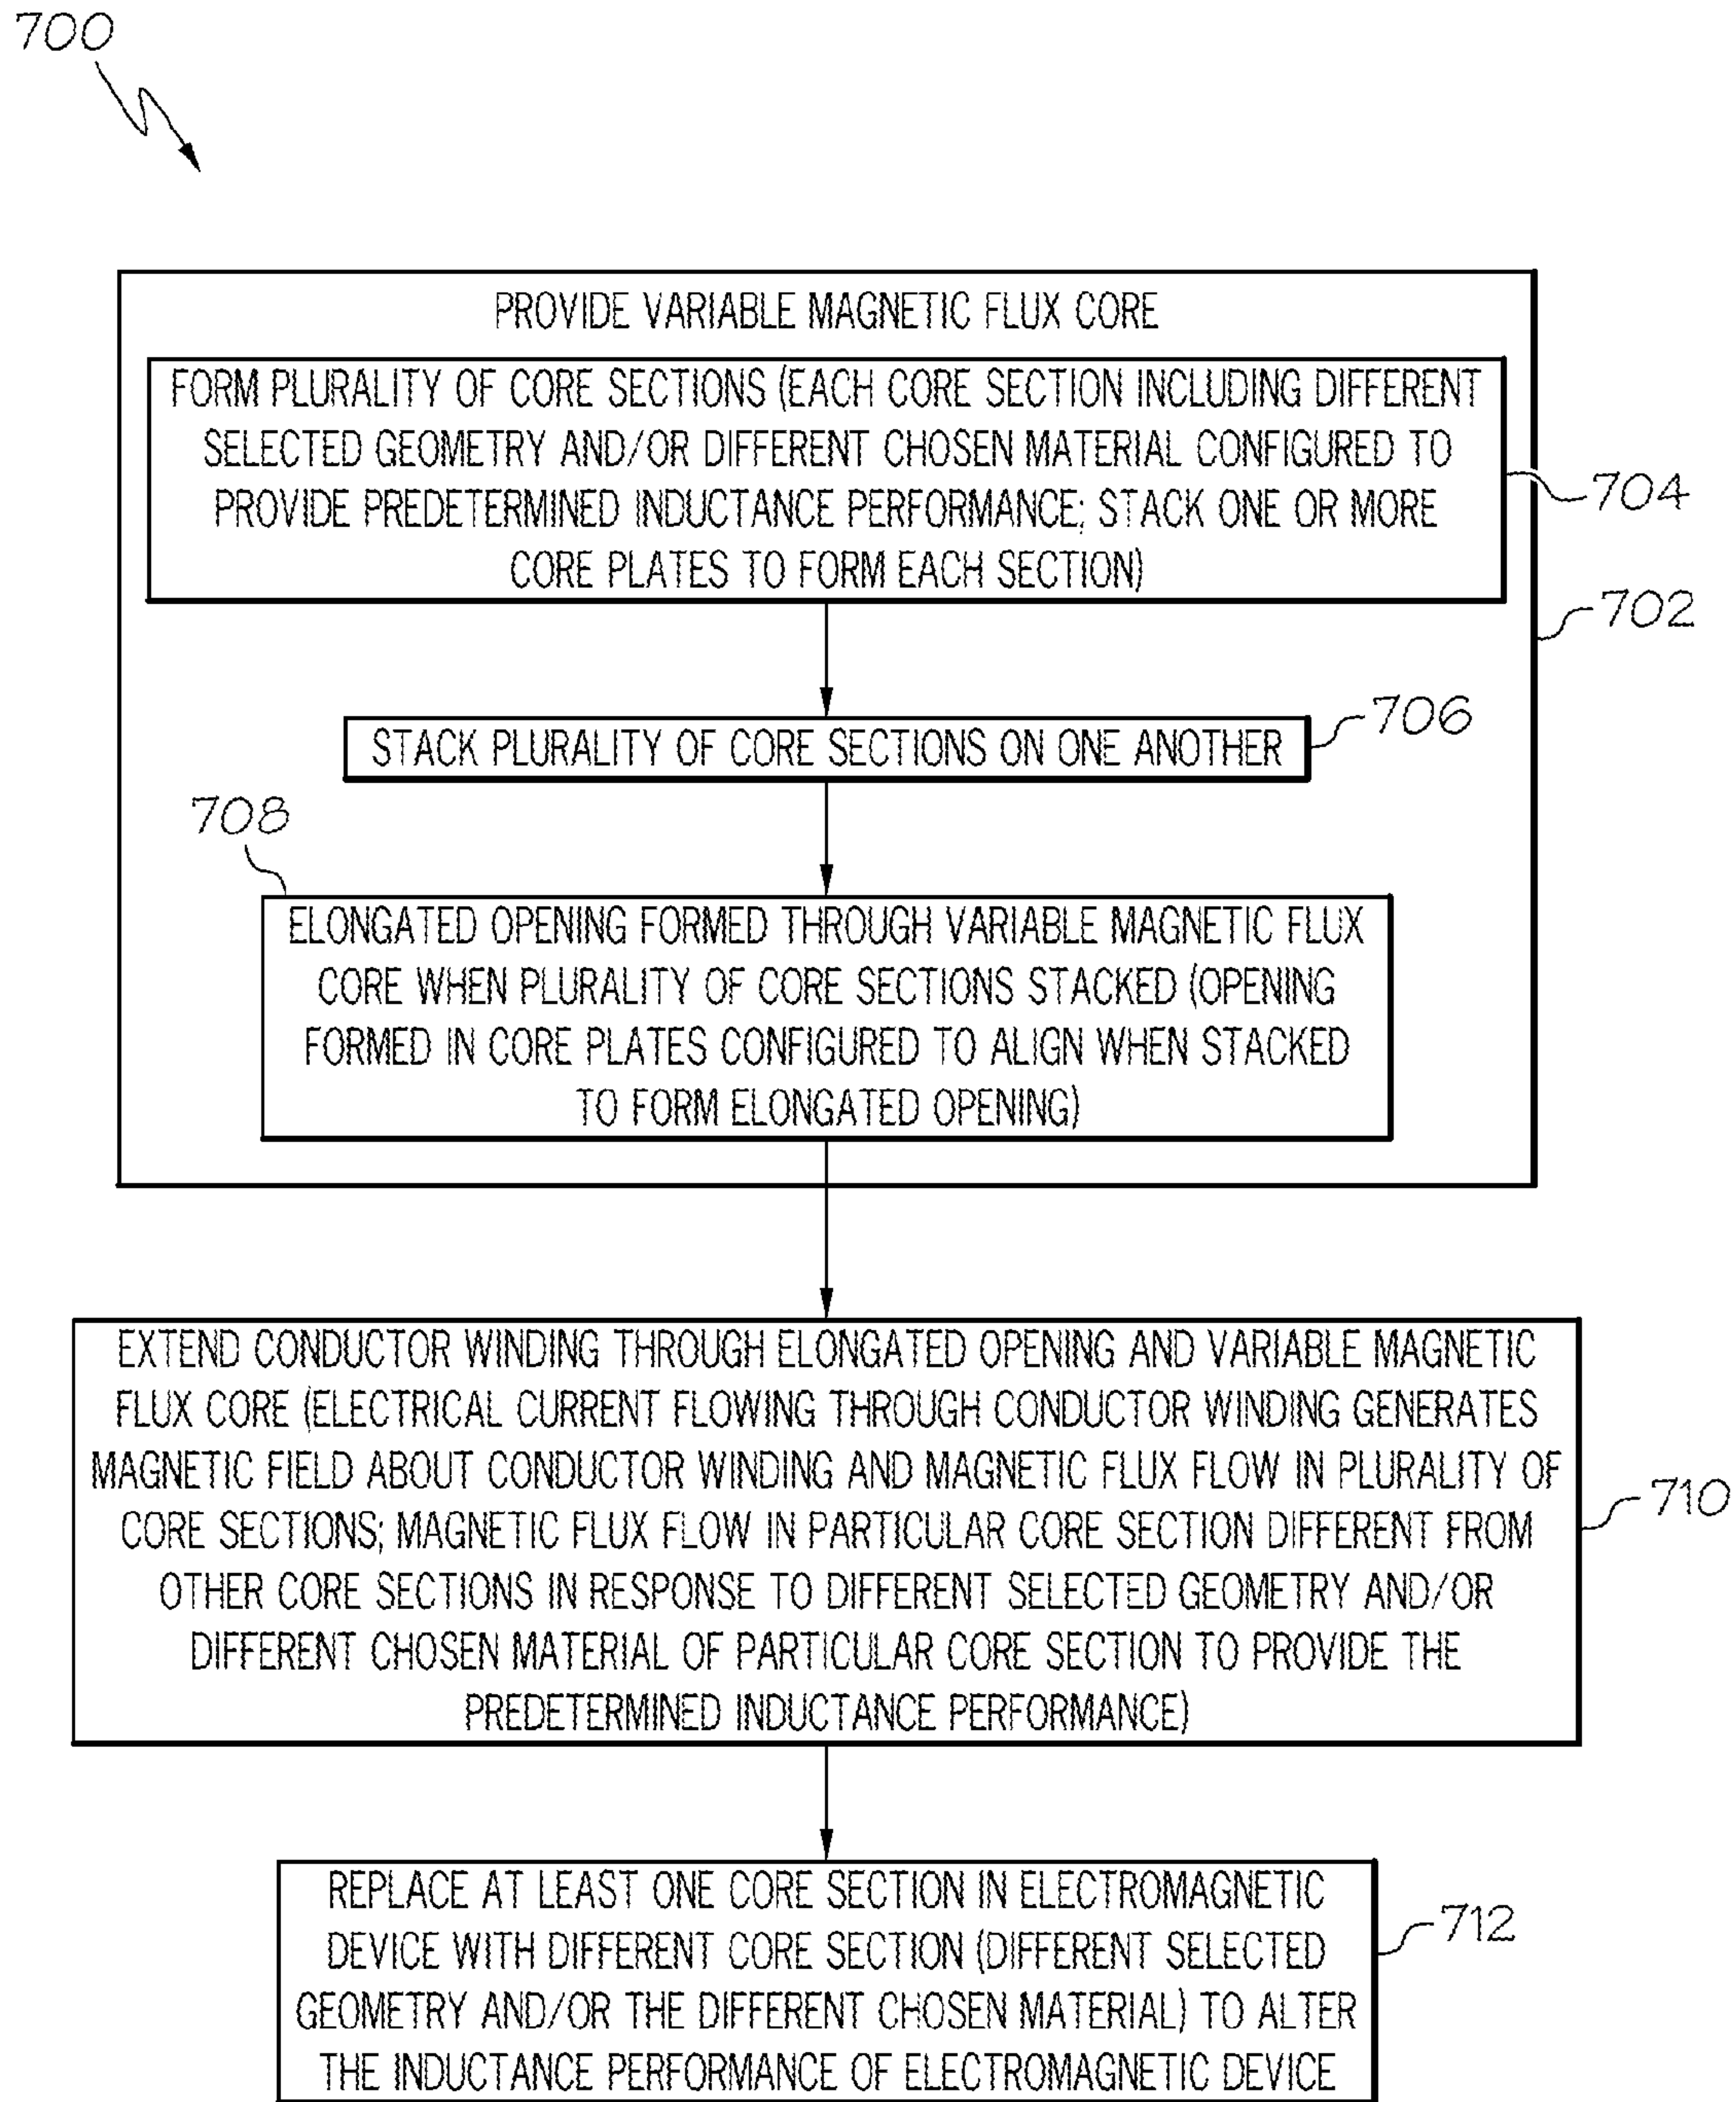 700
PROVIDE VARIABLE MAGNETIC FLUX CORE
FORM PLURALITY OF CORE SECTIONS (EACH CORE SECTION INCLUDING DIFFERENT
SELECTED GEOMETRY AND/OR DIFFERENT CHOSEN MATERIAL CONFIGURED TO
PROVIDE PREDETERMINED INDUCTANCE PERFORMANCE; STACK ONE OR MORE
CORE PLATES TO FORM EACH SECTION)
704
702
STACK PLURALITY OF CORE SECTIONS ON ONE ANOTHER
706
708
ELONGATED OPENING FORMED THROUGH VARIABLE MAGNETIC FLUX
CORE WHEN PLURALITY OF CORE SECTIONS STACKED (OPENING
FORMED IN CORE PLATES CONFIGURED TO ALIGN WHEN STACKED
TO FORM ELONGATED OPENING)
EXTEND CONDUCTOR WINDING THROUGH ELONGATED OPENING AND VARIABLE MAGNETIC
FLUX CORE (ELECTRICAL CURRENT FLOWING THROUGH CONDUCTOR WINDING GENERATES
MAGNETIC FIELD ABOUT CONDUCTOR WINDING AND MAGNETIC FLUX FLOW IN PLURALITY OF
CORE SECTIONS; MAGNETIC FLUX FLOW IN PARTICULAR CORE SECTION DIFFERENT FROM
OTHER CORE SECTIONS IN RESPONSE TO DIFFERENT SELECTED GEOMETRY AND/OR
DIFFERENT CHOSEN MATERIAL OF PARTICULAR CORE SECTION TO PROVIDE THE
PREDETERMINED INDUCTANCE PERFORMANCE)
710
REPLACE AT LEAST ONE CORE SECTION IN ELECTROMAGNETIC
DEVICE WITH DIFFERENT CORE SECTION (DIFFERENT SELECTED
GEOMETRY AND/OR THE DIFFERENT CHOSEN MATERIAL) TO ALTER
THE INDUCTANCE PERFORMANCE OF ELECTROMAGNETIC DEVICE
712